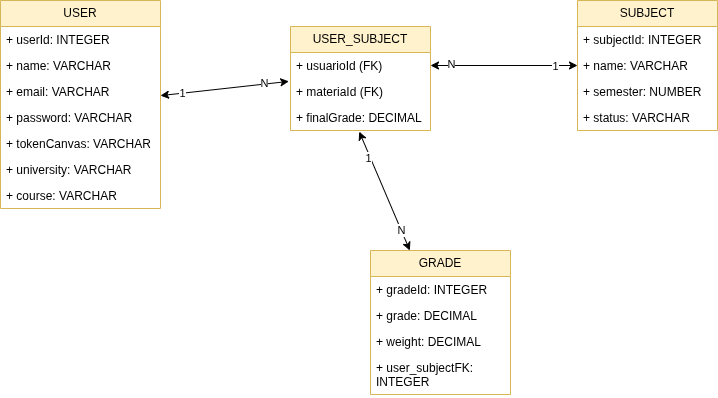 USER
+ userId: INTEGER
+ name: VARCHAR
+ email: VARCHAR
+ password: VARCHAR
+ tokenCanvas: VARCHAR
+ university: VARCHAR
+ course: VARCHAR
1
N
USER_SUBJECT
+ usuarioId (FK)
+ materiaId (FK)
+ finalGrade: DECIMAL
N
1
SUBJECT
+ subjectId: INTEGER
+ name: VARCHAR
+ semester: NUMBER
+ status: VARCHAR
1
N
GRADE
+ gradeId: INTEGER
+ grade: DECIMAL
+ weight: DECIMAL
+ user_subjectFK:
INTEGER